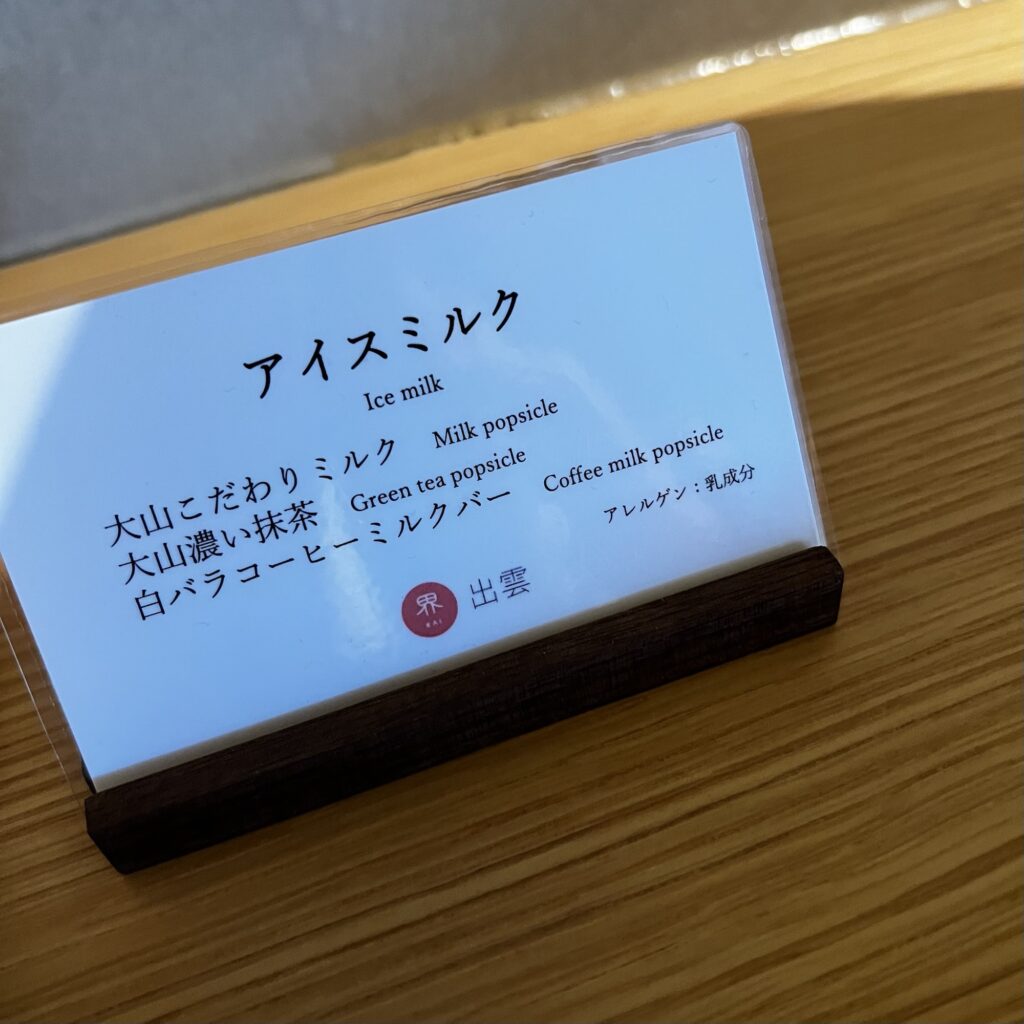 アイスミルク
Ice milk
大山こだわりミルク Milk popsicle
大山濃い抹茶 Green tea popsicle
白バラコーヒーミルクバー Coffee milk popsicle
アレルゲン：乳成分
界 出雲
KAI